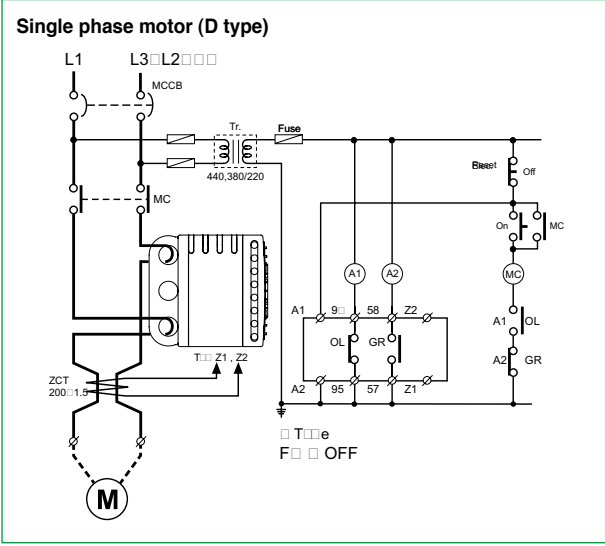 Single phase motor (D type)
L1
L3 L2
MCCB
Tr.
Fuse
440,380/220
MC
Off
On
MC
A1
A2
MC
A1
58
Z2
A1
OL
OL
GR
A2
GR
Z1 , Z2
A2
95
57
Z1
ZCT
OFF
M